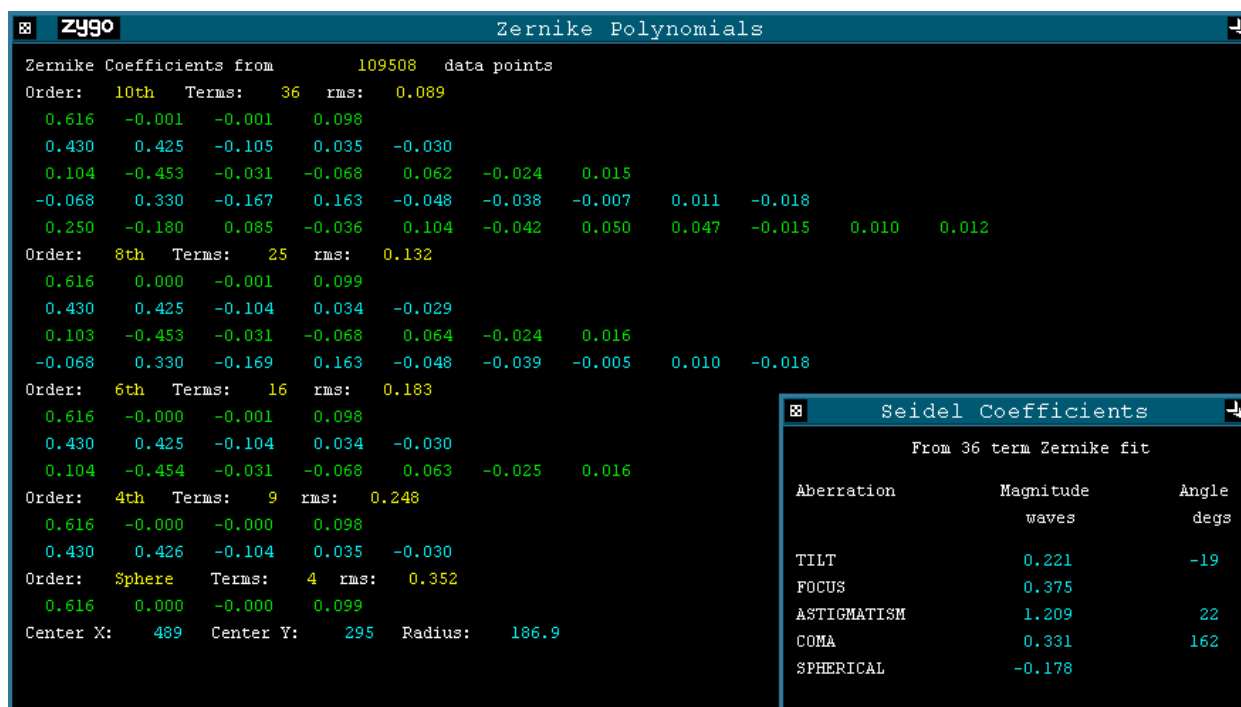 zygo Zernike Polynomials
Zernike Coefficients from 109508 data points
Order: 10th Terms: 36 rms: 0.089
0.616 -0.001 -0.001 0.098
0.430 0.425 -0.105 0.035 -0.030
0.104 -0.453 -0.031 -0.068 0.062 -0.024 0.015
-0.068 0.330 -0.167 0.163 -0.048 -0.038 -0.007 0.011 -0.018
0.250 -0.180 0.085 -0.036 0.104 -0.042 0.050 0.047 -0.015 0.010 0.012
Order: 8th Terms: 25 rms: 0.132
0.616 0.000 -0.001 0.099
0.430 0.425 -0.104 0.034 -0.029
0.103 -0.453 -0.031 -0.068 0.064 -0.024 0.016
-0.068 0.330 -0.169 0.163 -0.048 -0.039 -0.005 0.010 -0.018
Order: 6th Terms: 16 rms: 0.183
0.616 -0.000 -0.001 0.098
0.430 0.425 -0.104 0.034 -0.030
0.104 -0.454 -0.031 -0.068 0.063 -0.025 0.016
Order: 4th Terms: 9 rms: 0.248
0.616 -0.000 -0.000 0.098
0.430 0.426 -0.104 0.035 -0.030
Order: Sphere Terms: 4 rms: 0.352
0.616 0.000 -0.000 0.099
Center X: 489 Center Y: 295 Radius: 186.9
Seidel Coefficients
From 36 term Zernike fit
Aberration Magnitude Angle
waves degs
TILT 0.221 -19
FOCUS 0.375
ASTIGMATISM 1.209 22
COMA 0.331 162
SPHERICAL -0.178